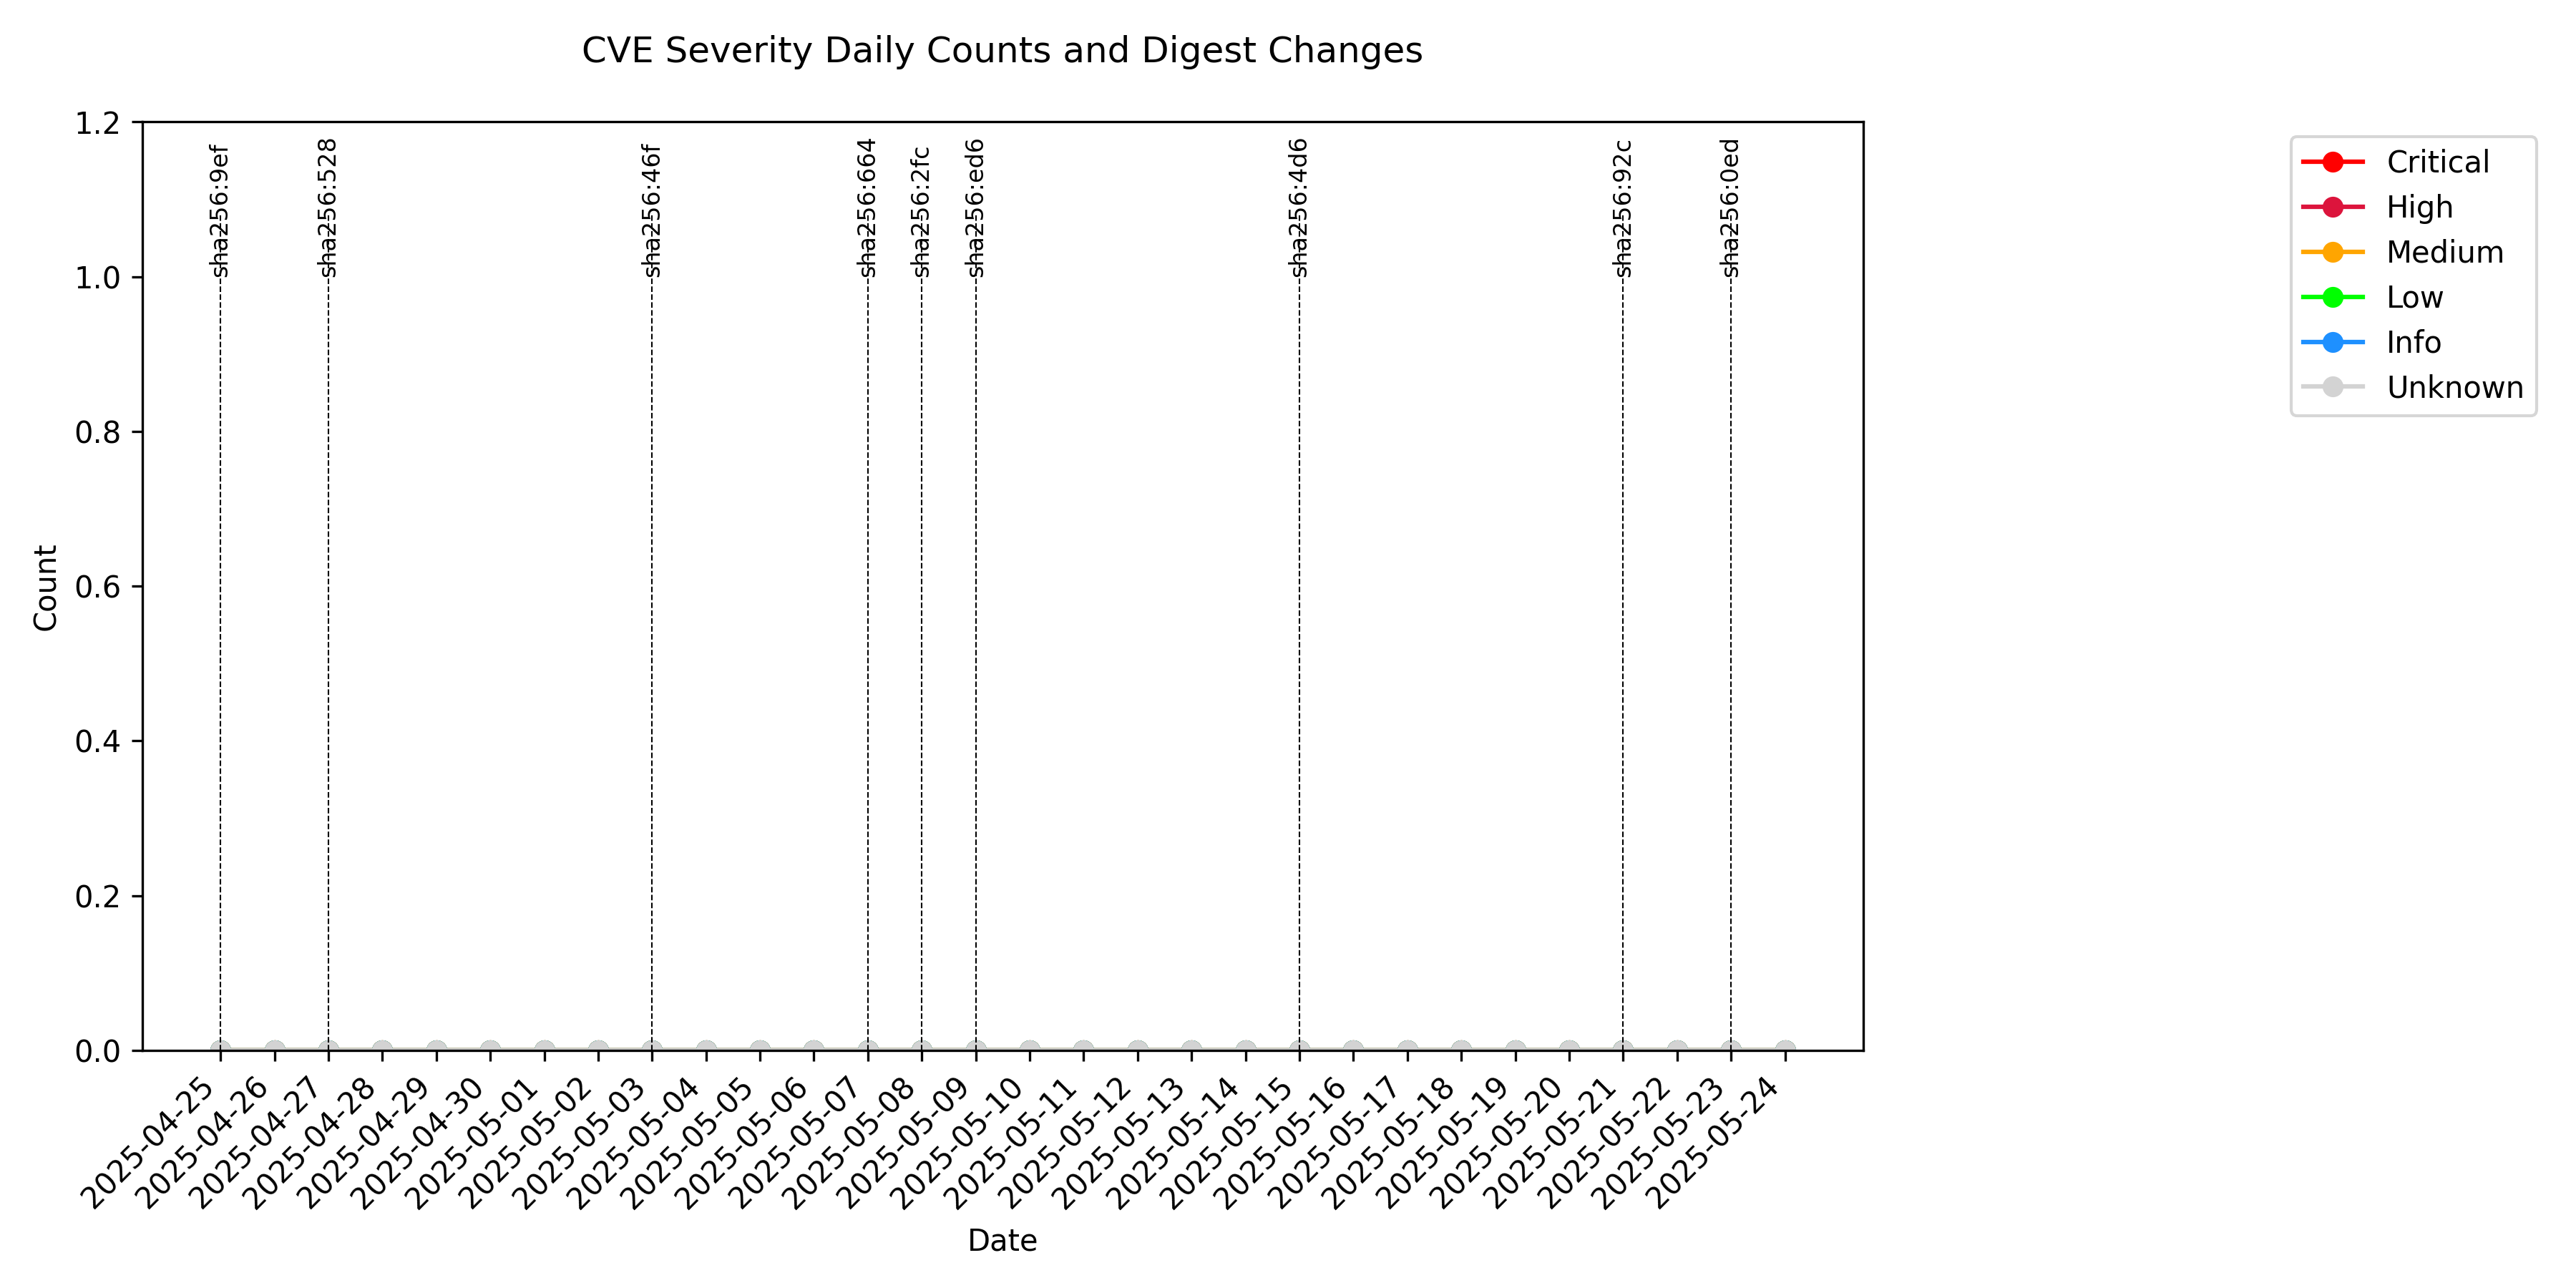 CVE Severity Daily Counts and Digest Changes
1.2
1.0
0.8
0.6
0.4
0.2
0.0
Count
sha256:9ef
sha256:528
sha256:46f
sha256:664
sha256:2fc
sha256:ed6
sha256:4d6
sha256:92c
sha256:0ed
Critical
High
Medium
Low
Info
Unknown
2025-04-25
2025-04-26
2025-04-27
2025-04-28
2025-04-29
2025-04-30
2025-05-01
2025-05-02
2025-05-03
2025-05-04
2025-05-05
2025-05-06
2025-05-07
2025-05-08
2025-05-09
2025-05-10
2025-05-11
2025-05-12
2025-05-13
2025-05-14
2025-05-15
2025-05-16
2025-05-17
2025-05-18
2025-05-19
2025-05-20
2025-05-21
2025-05-22
2025-05-23
2025-05-24
Date